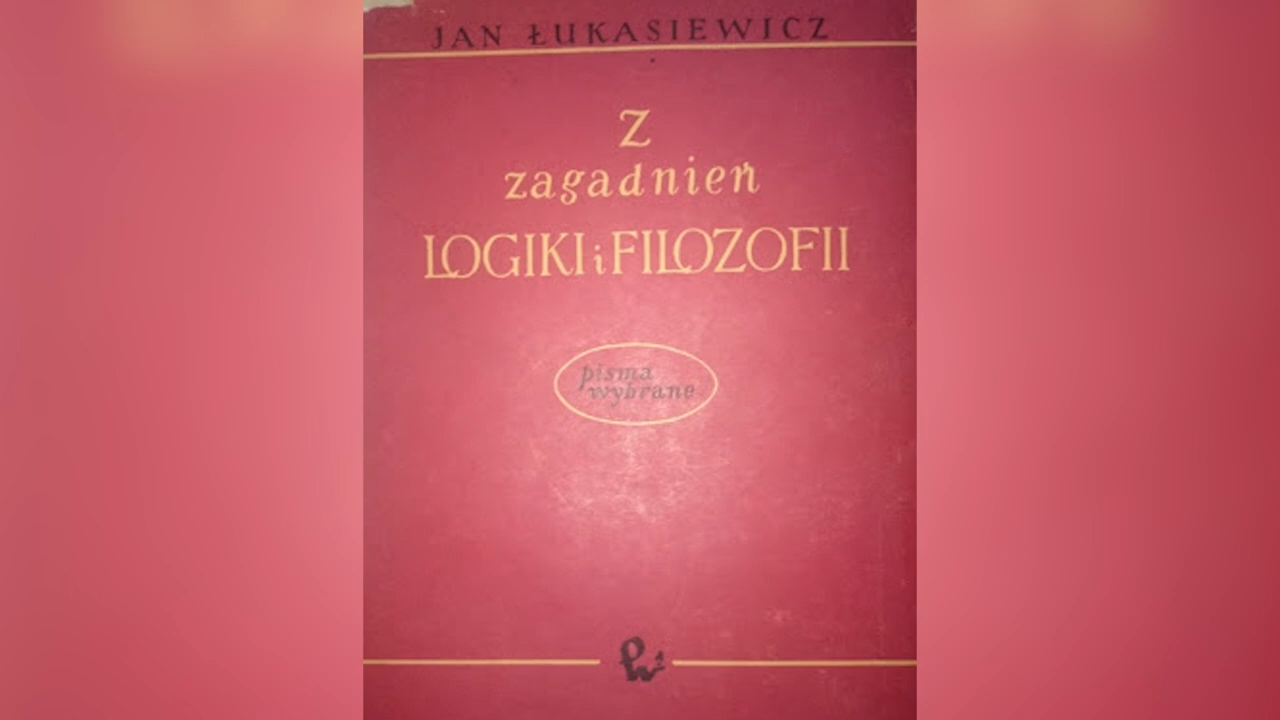 JAN ŁUKASIEWICZ
Z
zagadnień
LOGIKI i FILOZOFII
pisma
wybrane